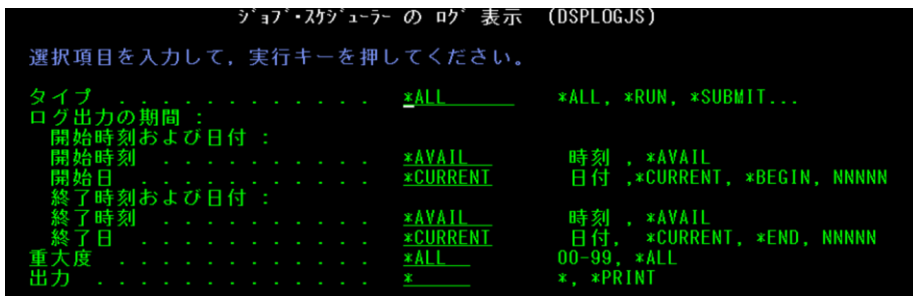 ｼﾞｮﾌﾞ･ｽｹｼﾞｭｰﾗｰ の ﾛｸﾞ 表示 (DSPLOGJS)
選択項目を入力して，実行キーを押してください。
タイプ . . . . . . . . . . . . *ALL *ALL, *RUN, *SUBMIT...
ログ出力の期間 :
開始時刻および日付 :
開始時刻 . . . . . . . . . . . *AVAIL 時刻 , *AVAIL
開始日 . . . . . . . . . . . . *CURRENT 日付 ,*CURRENT, *BEGIN, NNNNN
終了時刻および日付 :
終了時刻 . . . . . . . . . . . *AVAIL 時刻 , *AVAIL
終了日 . . . . . . . . . . . . *CURRENT 日付, *CURRENT, *END, NNNNN
重大度 . . . . . . . . . . . . *ALL 00-99, *ALL
出力 . . . . . . . . . . . . . * *, *PRINT